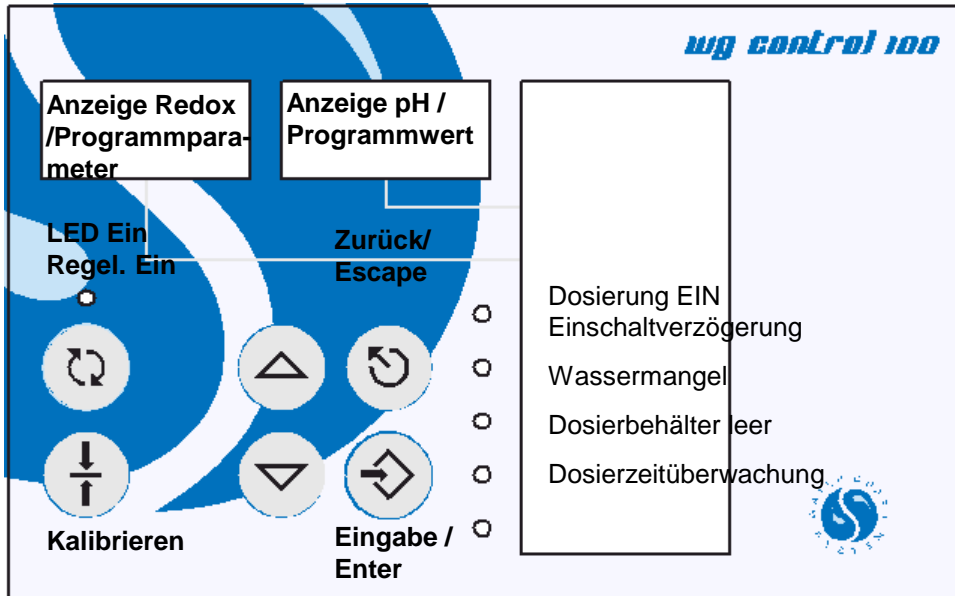 wg control 100
Anzeige Redox
/Programmpara-
meter
Anzeige pH /
Programmwert
LED Ein
Regel. Ein
Zurück/
Escape
Dosierung EIN
Einschaltverzögerung
Wassermangel
Dosierbehälter leer
Dosierzeitüberwachung
Kalibrieren
Eingabe /
Enter